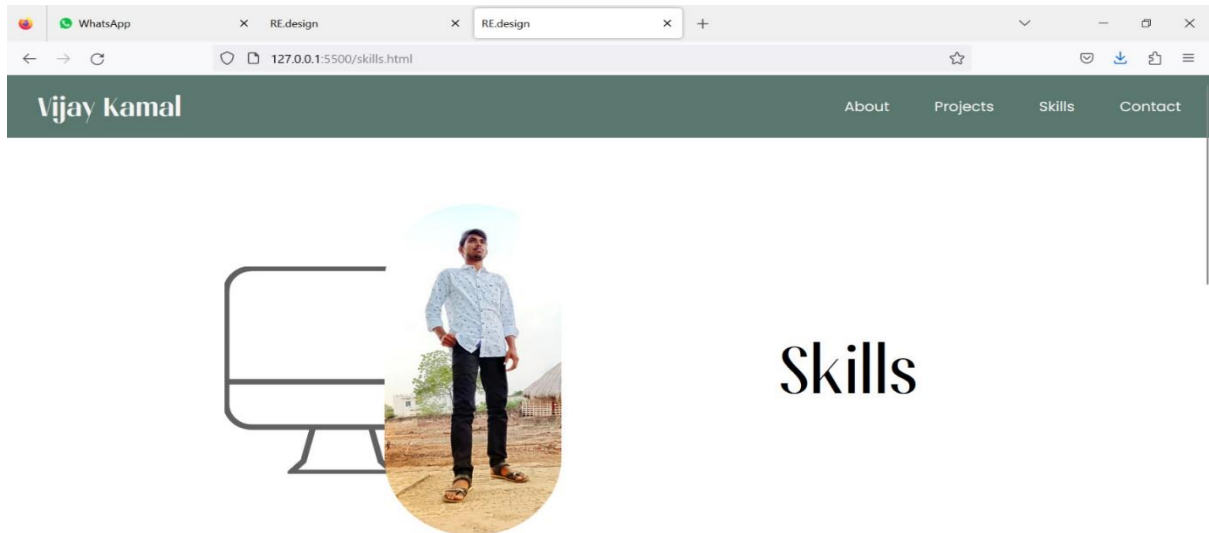 WhatsApp RE.design RE.design
127.0.0.1:5500/skills.html
Vijay Kamal About Projects Skills Contact
Skills